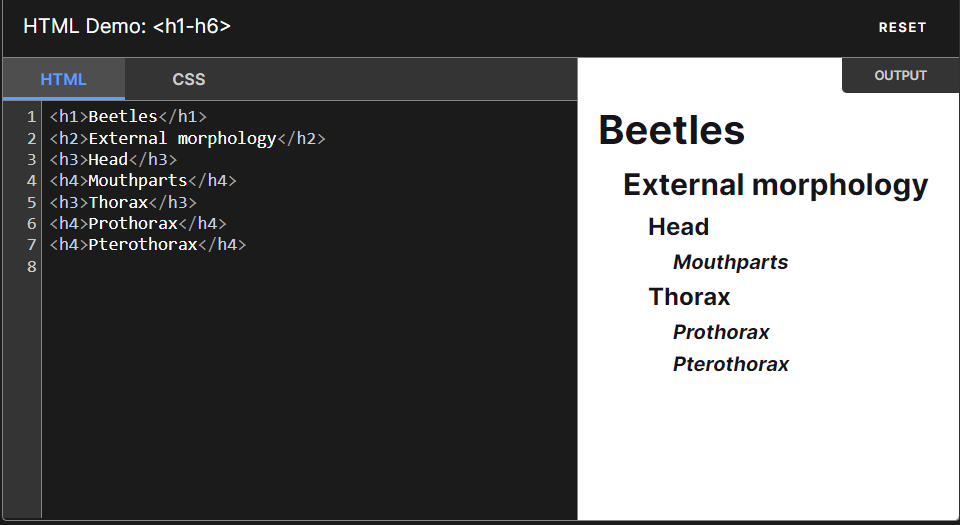 HTML Demo: <h1-h6>
RESET
HTML CSS
1 <h1>Beetles</h1>
2 <h2>External morphology</h2>
3 <h3>Head</h3>
4 <h4>Mouthparts</h4>
5 <h3>Thorax</h3>
6 <h4>Prothorax</h4>
7 <h4>Pterothorax</h4>
8
OUTPUT
Beetles
External morphology
Head
Mouthparts
Thorax
Prothorax
Pterothorax